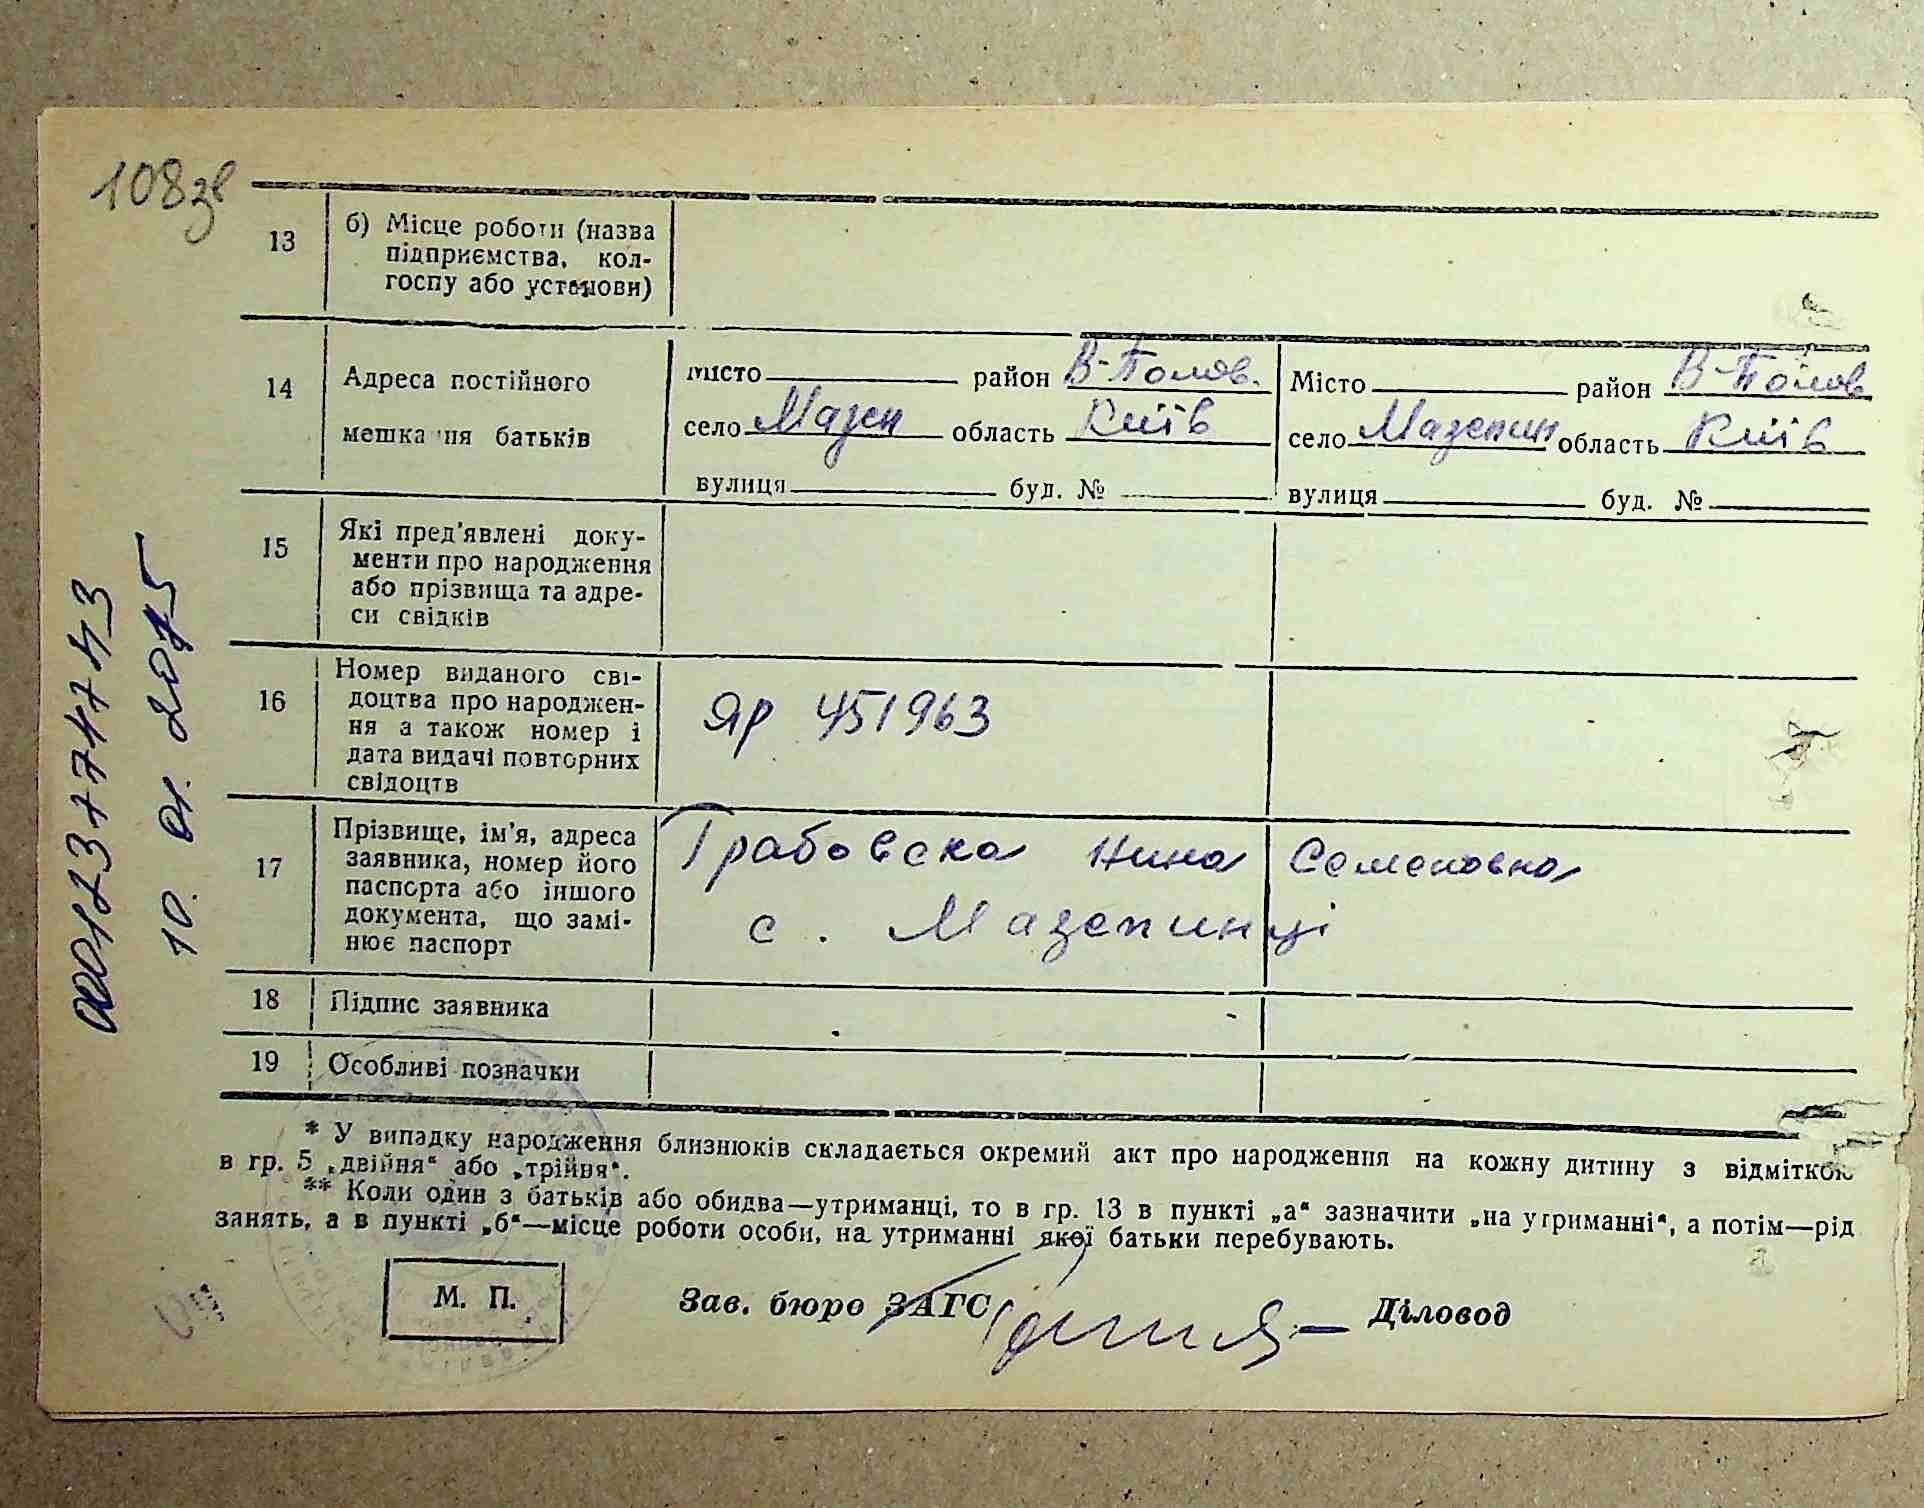 108зв
13
б) Місце роботи (назва
підприємства, кол-
госпу або установи)
14
Адреса постійного
мешкання батьків
місто район В-Полов.
село Мазеп область Київ
вулиця буд. №
Місто район В-Полов
село Мазепин область Київ
вулиця буд. №
15
Які пред'явлені доку-
менти про народження
або прізвища та адре-
си свідків
16
Номер виданого сві-
доцтва про народжен-
ня а також номер і
дата видачі повторних
свідоцтв
ЯР 451963
17
Прізвище, ім'я, адреса
заявника, номер його
паспорта або іншого
документа, що замі-
нює паспорт
Грабовска Нина Семеновна
с. Мазепинці
18
Підпис заявника
19
Особливі позначки
* У випадку народження близнюків складається окремий акт про народження на кожну дитину з відміткою
в гр. 5 „двійня“ або „трійня“.
** Коли один з батьків або обидва—утриманці, то в гр. 13 в пункті „а“ зазначити „на утриманні“, а потім—рід
занять, а в пункті „б“—місце роботи особи, на утриманні якої батьки перебувають.
М. П.
Зав. бюро ЗАГС
Діловод
00123774743
10. 01. 2015